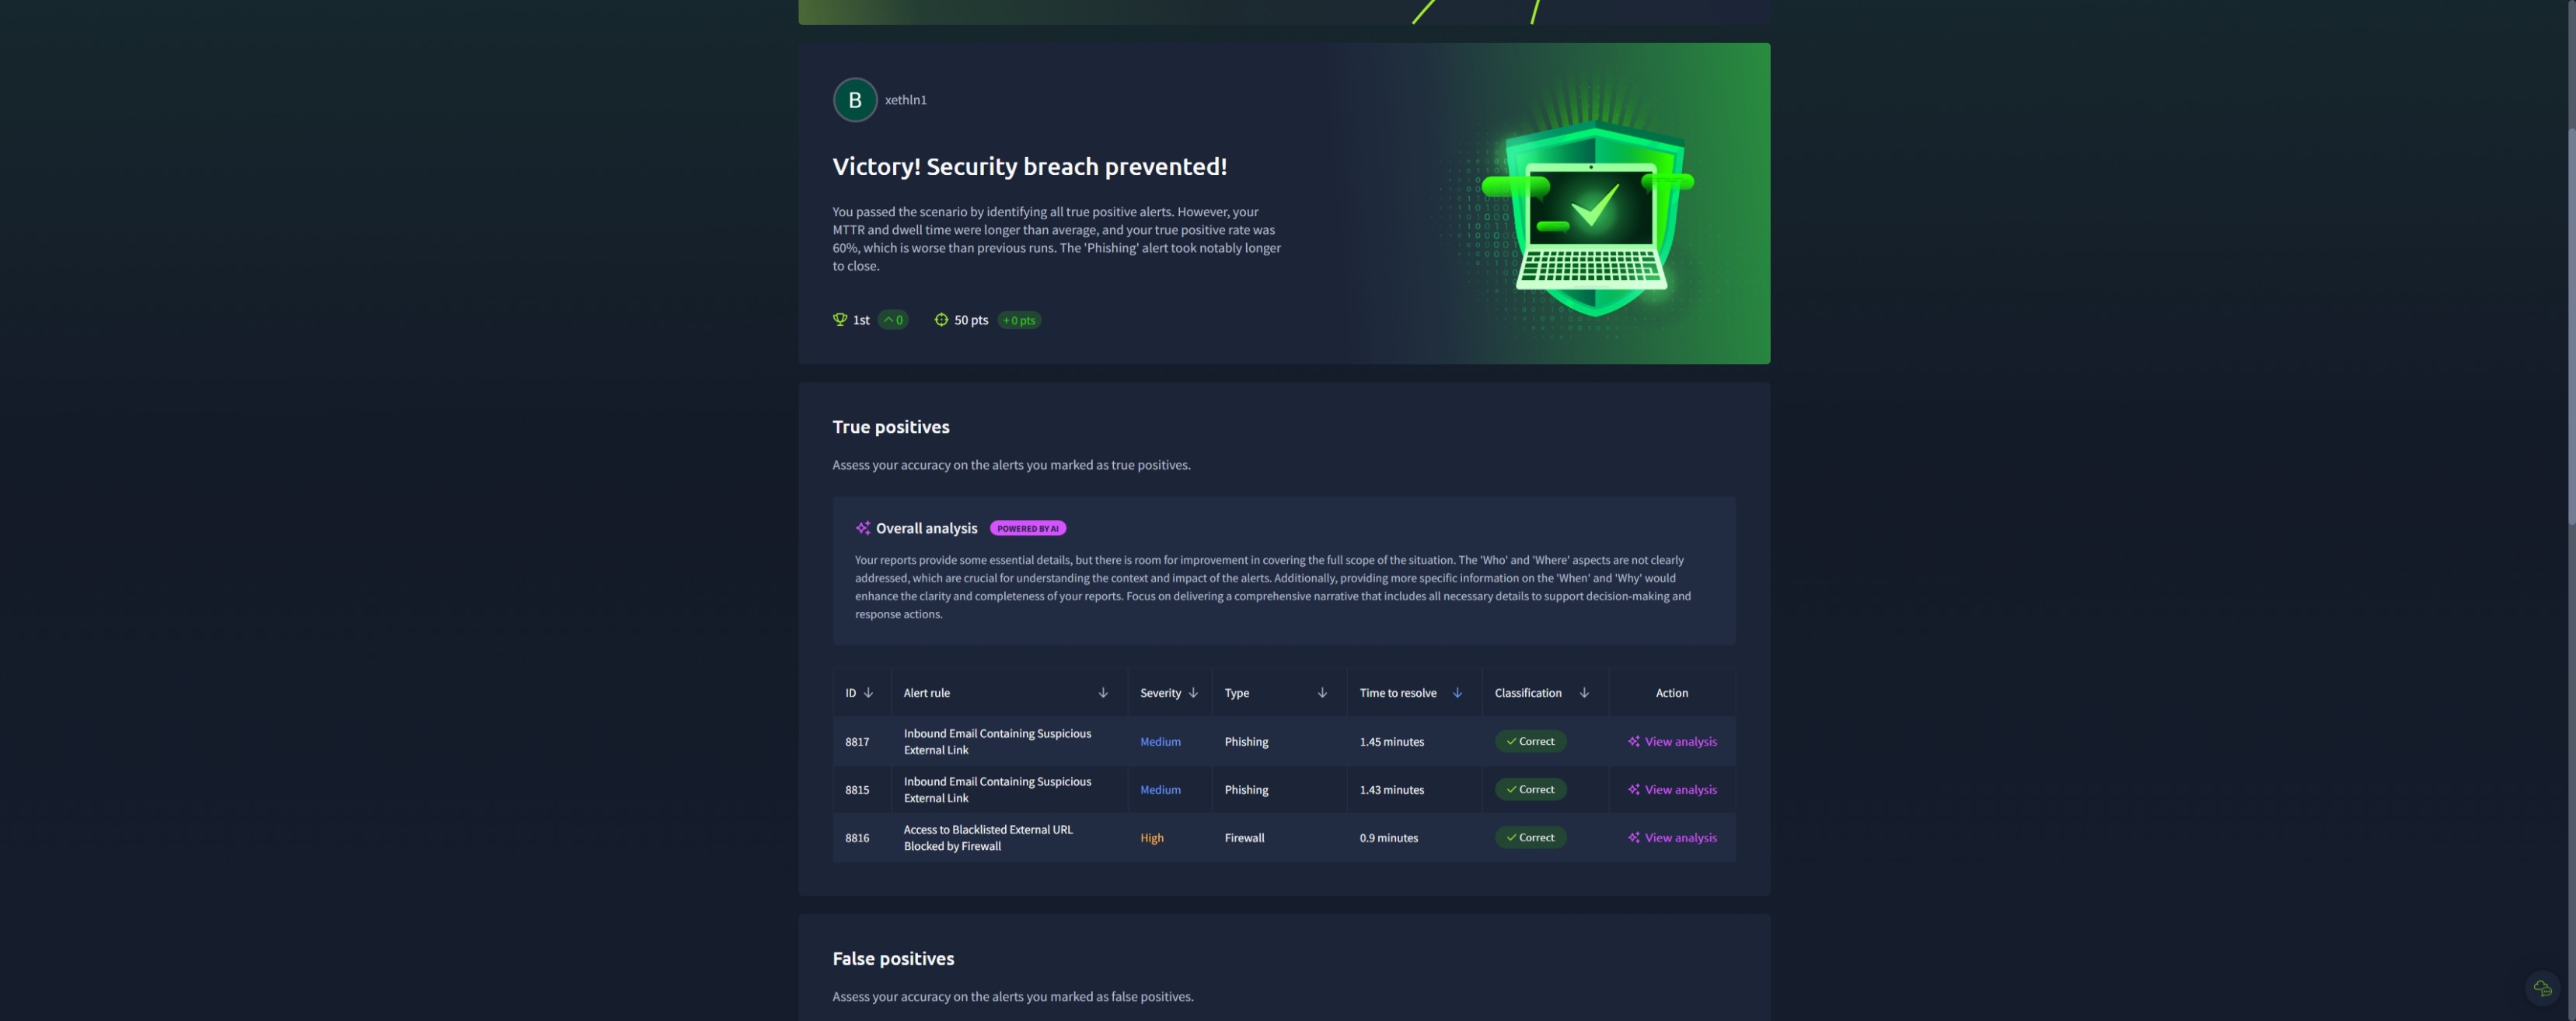 B
xethln1
Victory! Security breach prevented!
You passed the scenario by identifying all true positive alerts. However, your
MTTR and dwell time were longer than average, and your true positive rate was
60%, which is worse than previous runs. The 'Phishing' alert took notably longer
to close.
1st 0 50 pts + 0 pts
True positives
Assess your accuracy on the alerts you marked as true positives.
Overall analysis POWERED BY AI
Your reports provide some essential details, but there is room for improvement in covering the full scope of the situation. The 'Who' and 'Where' aspects are not clearly
addressed, which are crucial for understanding the context and impact of the alerts. Additionally, providing more specific information on the 'When' and 'Why' would
enhance the clarity and completeness of your reports. Focus on delivering a comprehensive narrative that includes all necessary details to support decision-making and
response actions.
ID Alert rule Severity Type Time to resolve Classification Action
8817 Inbound Email Containing Suspicious External Link Medium Phishing 1.45 minutes Correct View analysis
8815 Inbound Email Containing Suspicious External Link Medium Phishing 1.43 minutes Correct View analysis
8816 Access to Blacklisted External URL Blocked by Firewall High Firewall 0.9 minutes Correct View analysis
False positives
Assess your accuracy on the alerts you marked as false positives.